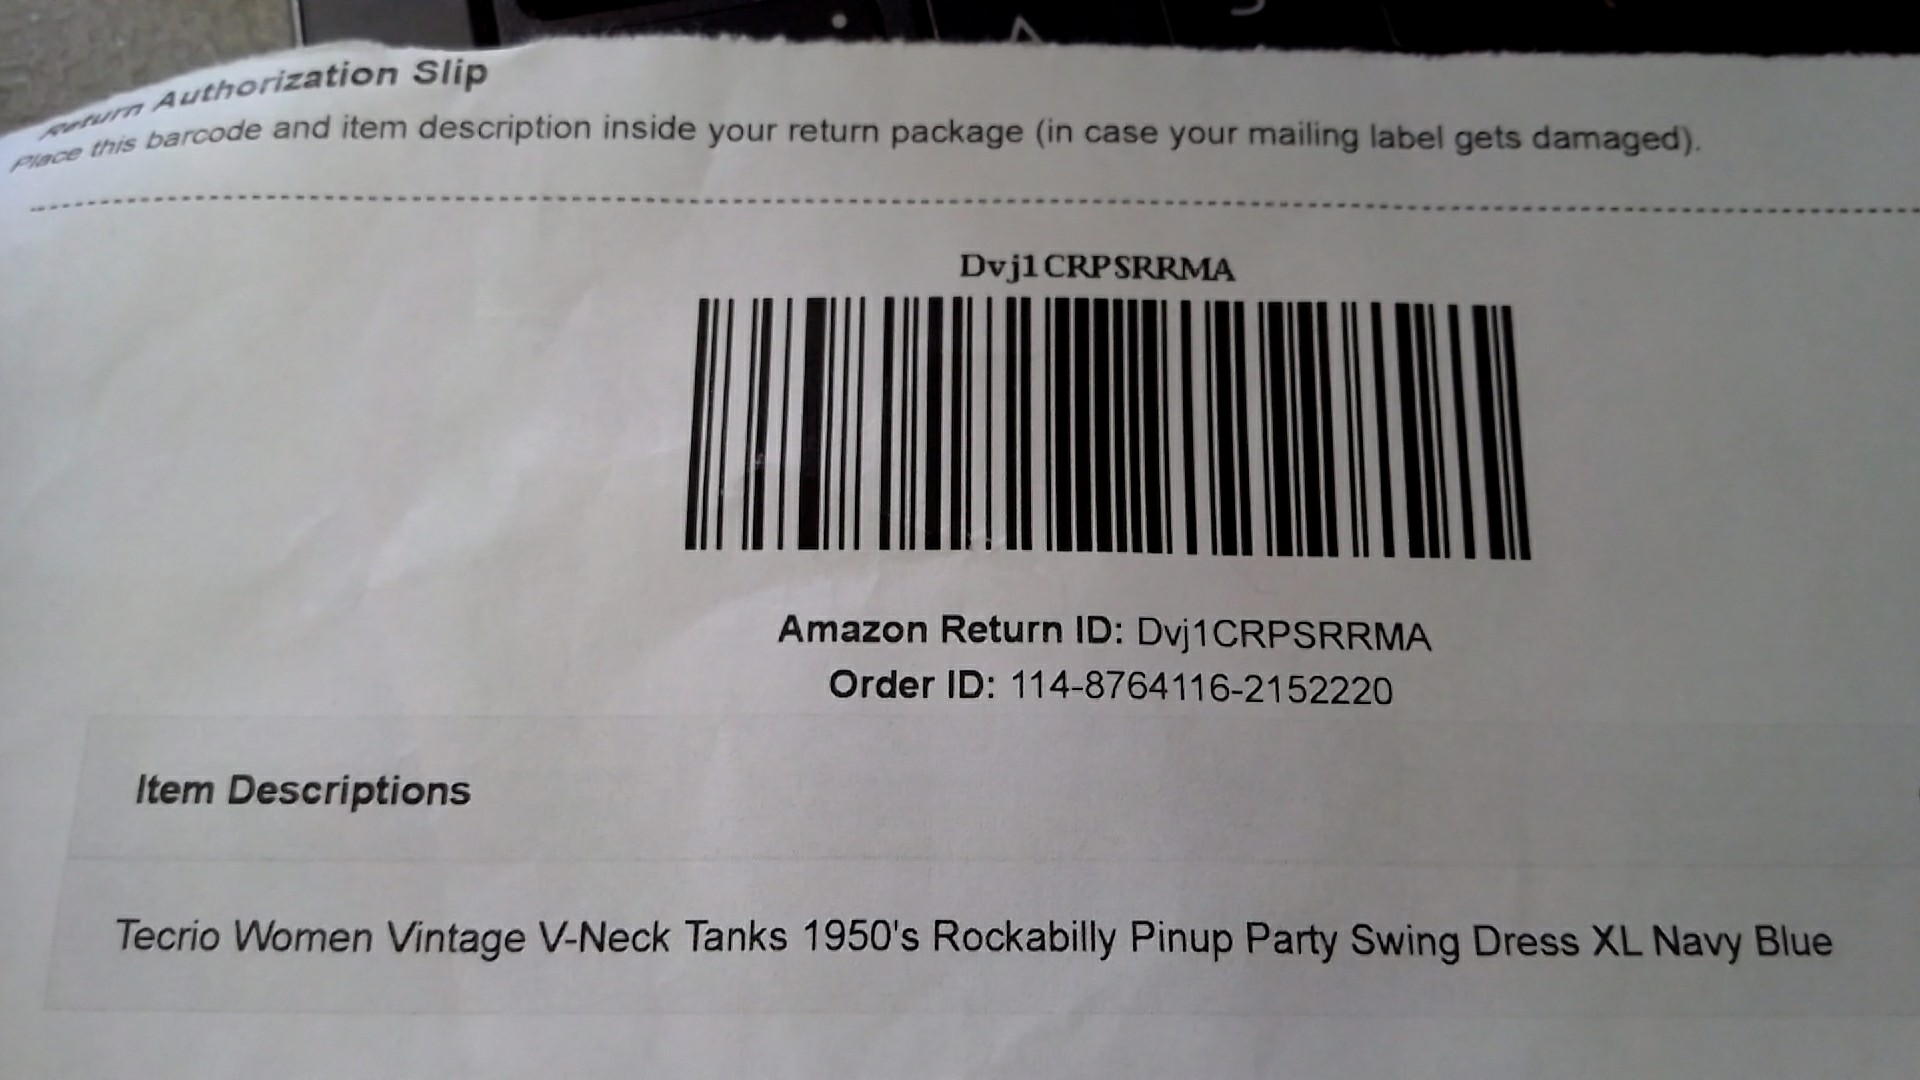 Return Authorization Slip
Place this barcode and item description inside your return package (in case your mailing label gets damaged).
Dvj1CRPSRRMA
Amazon Return ID: Dvj1CRPSRRMA
Order ID: 114-8764116-2152220
Item Descriptions
Tecrio Women Vintage V-Neck Tanks 1950's Rockabilly Pinup Party Swing Dress XL Navy Blue